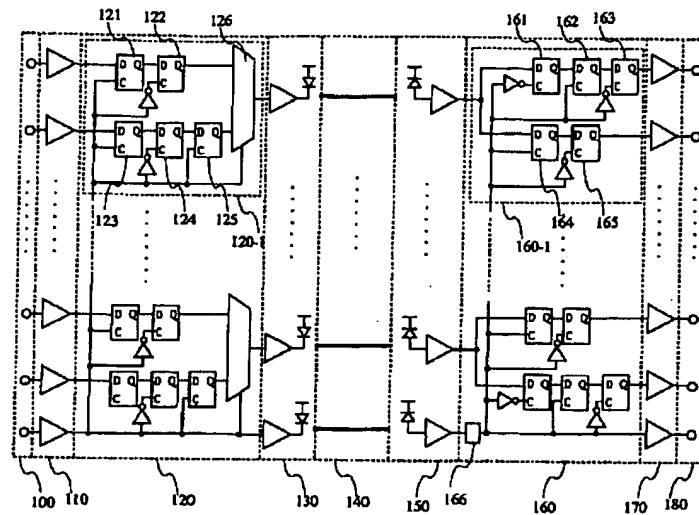 121 122 126 161 162 163
D Q D Q D Q D Q D Q
C C C C C
D Q D Q D Q D Q D Q
C C C C C
123 124 125 164 165
120-1 160-1
D Q D Q D Q D Q
C C C C
D Q D Q D Q D Q D Q D Q
C C C C C C
166
100 110 120 130 140 150 160 170 180